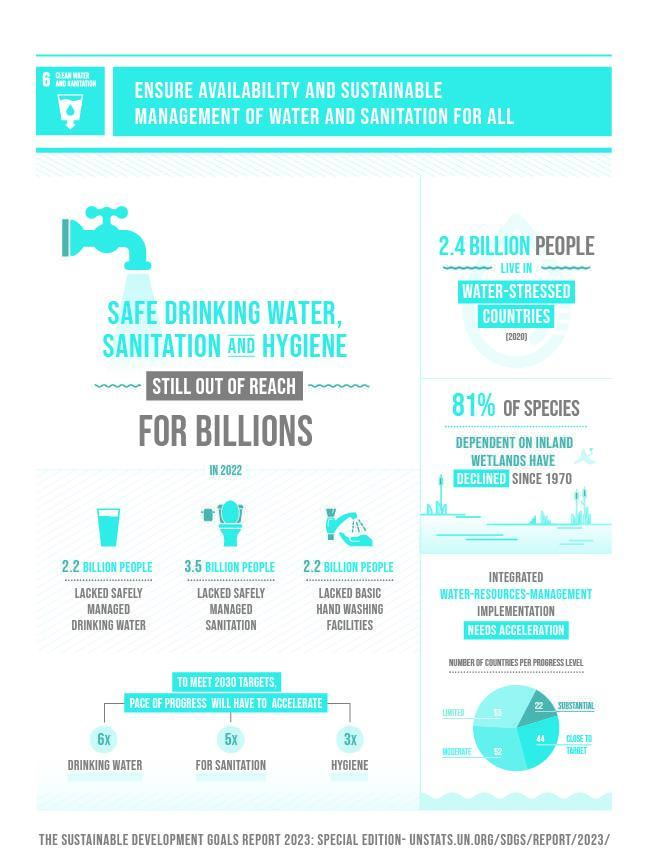 6 CLEAN WATER
AND SANITATION
ENSURE AVAILABILITY AND SUSTAINABLE
MANAGEMENT OF WATER AND SANITATION FOR ALL
SAFE DRINKING WATER,
SANITATION AND HYGIENE
STILL OUT OF REACH
FOR BILLIONS
IN 2022
2.2 BILLION PEOPLE
LACKED SAFELY
MANAGED
DRINKING WATER
3.5 BILLION PEOPLE
LACKED SAFELY
MANAGED
SANITATION
2.2 BILLION PEOPLE
LACKED BASIC
HAND WASHING
FACILITIES
TO MEET 2030 TARGETS,
PACE OF PROGRESS WILL HAVE TO ACCELERATE
6x
DRINKING WATER
5x
FOR SANITATION
3x
HYGIENE
2.4 BILLION PEOPLE
LIVE IN
WATER-STRESSED
COUNTRIES
(2020)
81% OF SPECIES
DEPENDENT ON INLAND
WETLANDS HAVE
DECLINED SINCE 1970
INTEGRATED
WATER-RESOURCES-MANAGEMENT
IMPLEMENTATION
NEEDS ACCELERATION
NUMBER OF COUNTRIES PER PROGRESS LEVEL
22 SUBSTANTIAL
LIMITED
44 CLOSE TO
TARGET
MODERATE 52
THE SUSTAINABLE DEVELOPMENT GOALS REPORT 2023: SPECIAL EDITION- UNSTATS.UN.ORG/SDGS/REPORT/2023/